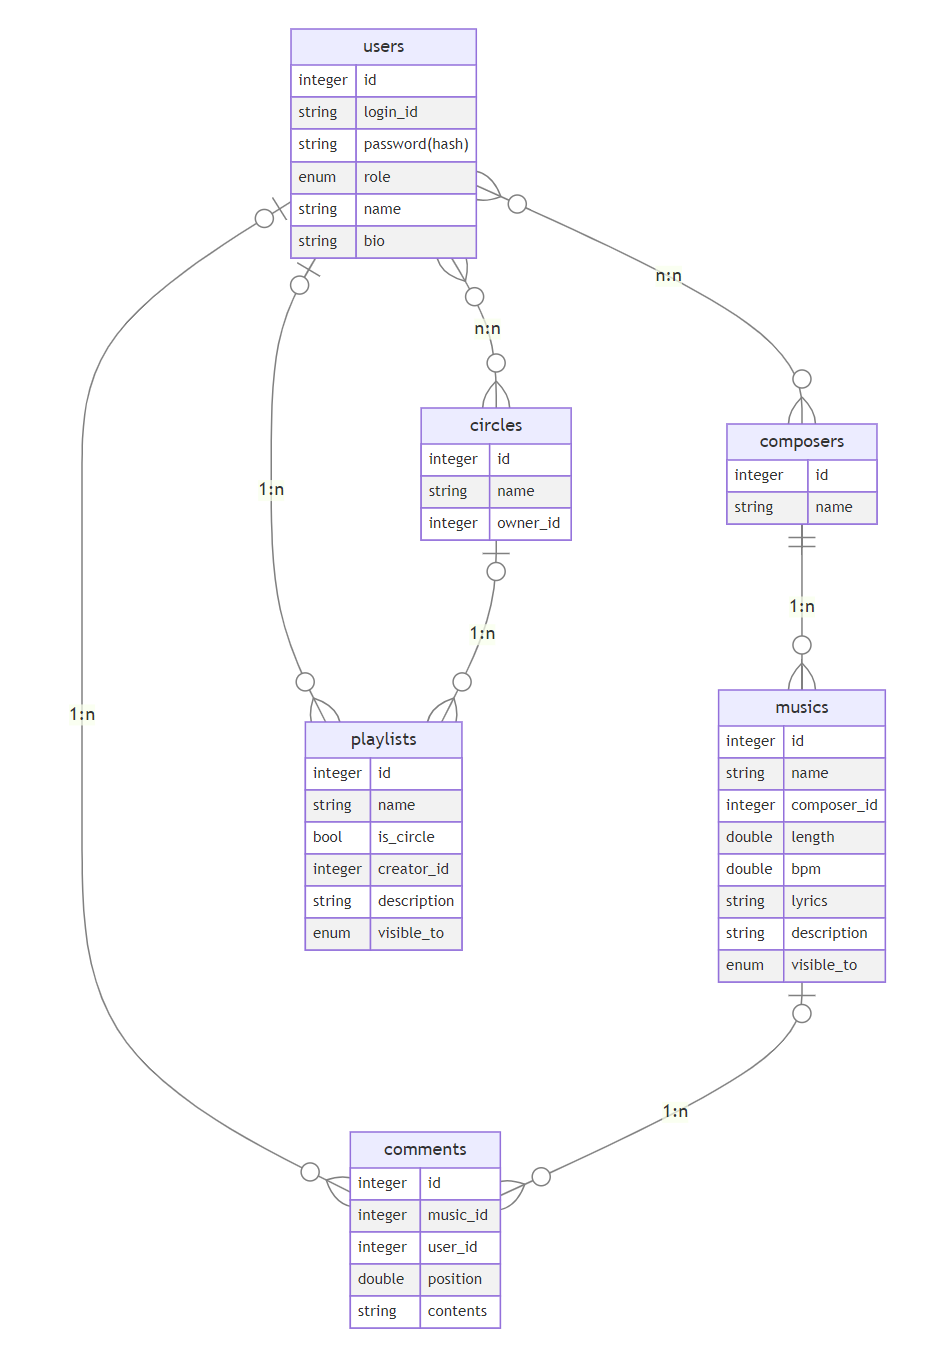 users
integer id
string login_id
string password(hash)
enum role
string name
string bio
n:n
n:n
circles
integer id
string name
integer owner_id
composers
integer id
string name
1:n
1:n
1:n
musics
integer id
string name
integer composer_id
double length
double bpm
string lyrics
string description
enum visible_to
1:n
playlists
integer id
string name
bool is_circle
integer creator_id
string description
enum visible_to
1:n
comments
integer id
integer music_id
integer user_id
double position
string contents